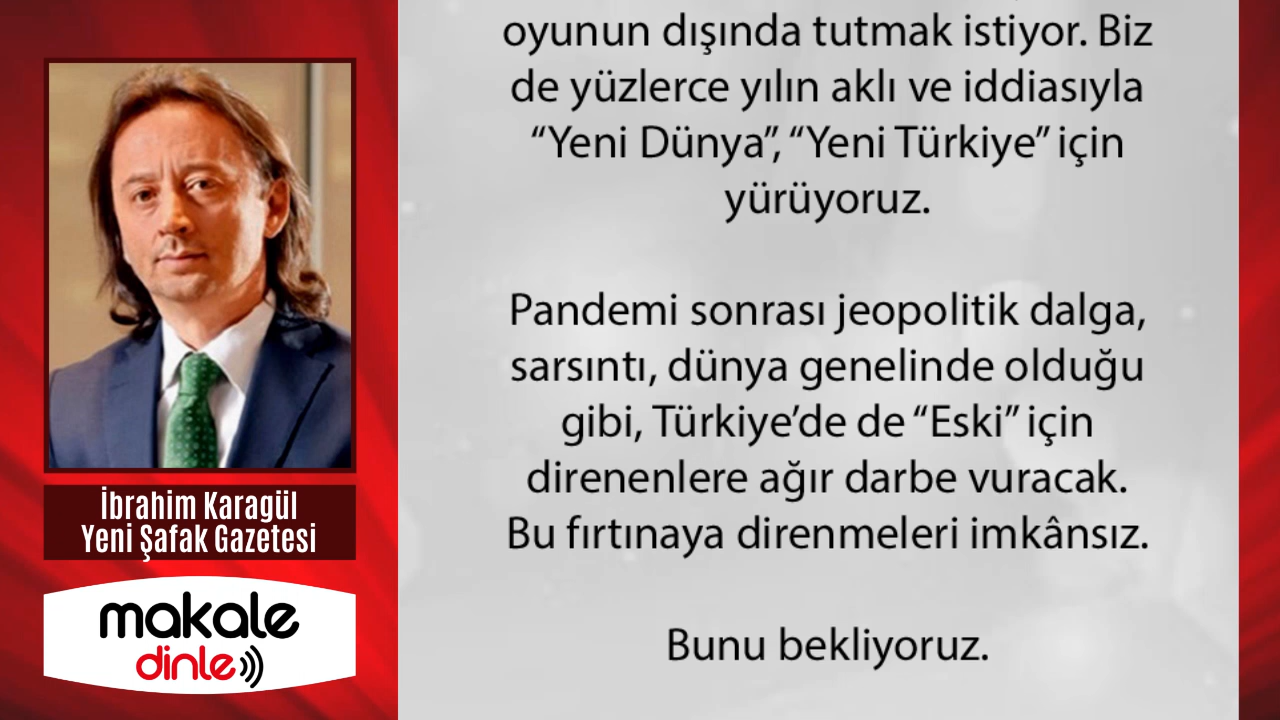 oyunun dışında tutmak istiyor. Biz
de yüzlerce yılın aklı ve iddiasıyla
“Yeni Dünya”, “Yeni Türkiye” için
yürüyoruz.
Pandemi sonrası jeopolitik dalga,
sarsıntı, dünya genelinde olduğu
gibi, Türkiye’de de “Eski” için
direnenlere ağır darbe vuracak.
Bu fırtınaya direnmeleri imkânsız.
Bunu bekliyoruz.
İbrahim Karagül
Yeni Şafak Gazetesi
makale
dinle